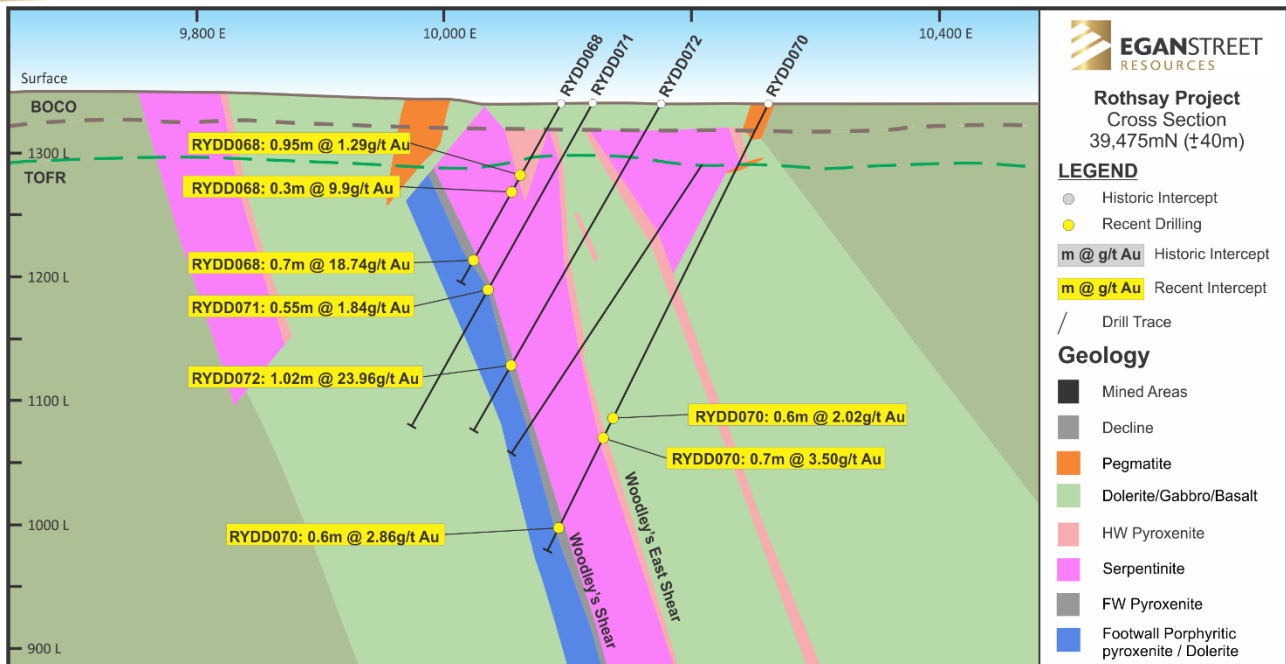 9,800 E
10,000 E
10,400 E
Surface
BOCO
1300 L
TOFR
1200 L
1100 L
1000 L
900 L
RYDD068
RYDD071
RYDD072
RYDD070
RYDD068: 0.95m @ 1.29g/t Au
RYDD068: 0.3m @ 9.9g/t Au
RYDD068: 0.7m @ 18.74g/t Au
RYDD071: 0.55m @ 1.84g/t Au
RYDD072: 1.02m @ 23.96g/t Au
RYDD070: 0.6m @ 2.02g/t Au
RYDD070: 0.7m @ 3.50g/t Au
RYDD070: 0.6m @ 2.86g/t Au
Woodley's Shear
Woodley's East Shear
EGANSTREET
RESOURCES
Rothsay Project
Cross Section
39,475mN (±40m)
LEGEND
Historic Intercept
Recent Drilling
m @ g/t Au Historic Intercept
m @ g/t Au Recent Intercept
Drill Trace
Geology
Mined Areas
Decline
Pegmatite
Dolerite/Gabbro/Basalt
HW Pyroxenite
Serpentinite
FW Pyroxenite
Footwall Porphyritic
pyroxenite / Dolerite